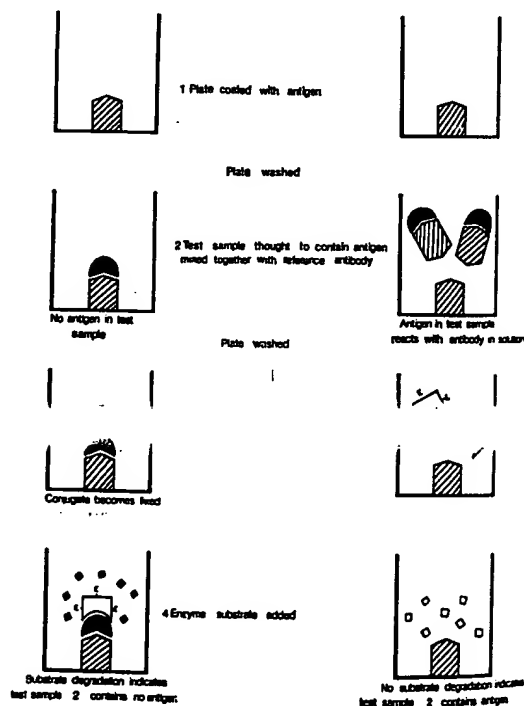 1 Plate coated with antigen
Plate washed
2 Test sample thought to contain antigen
mixed together with reference antibody
No antigen in test
sample
Antigen in test sample
reacts with antibody in
Plate washed
Conjugate becomes fixed
E
E
E
4 Enzyme substrate added
Substrate degradation indicates
test sample 2 contains no antigen.
No substrate degradation indicates
test sample 2 contains antigen